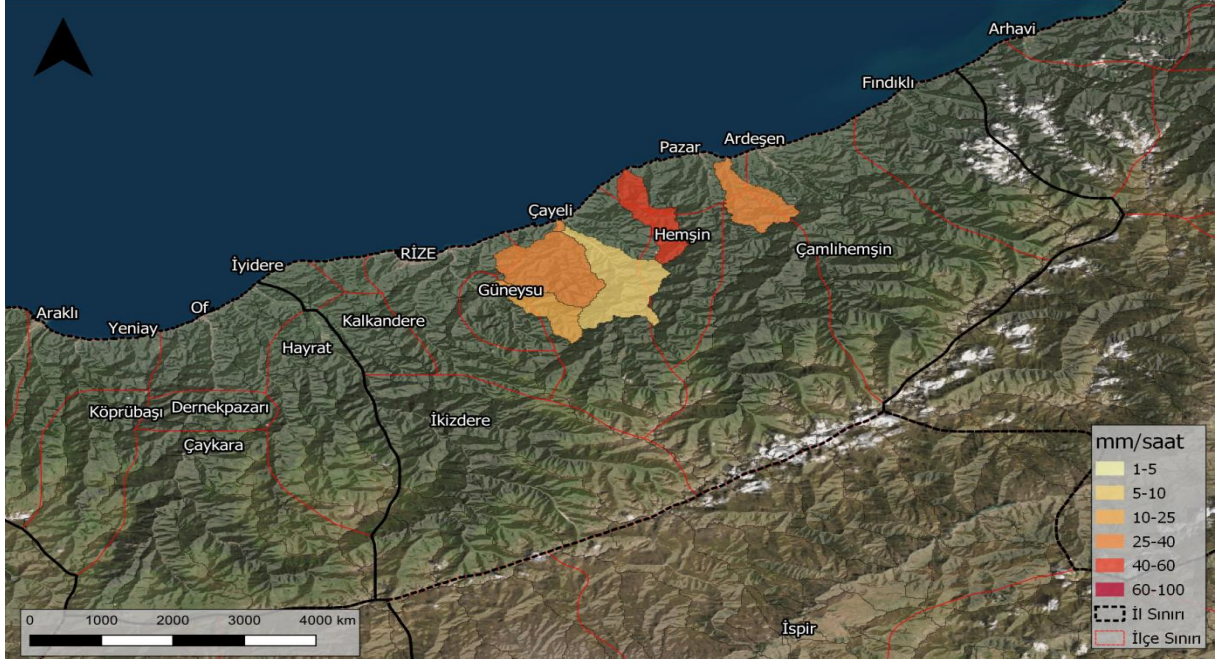 Arhavi
Fındıklı
Ardeşen
Pazar
Çayeli
Hemşin
Çamlıhemşin
RİZE
İyidere
Güneysu
Of
Araklı
Yeniay
Kalkandere
Hayrat
Köprübaşı
Dernekpazarı
İkizdere
Çaykara
İspir
mm/saat
1-5
5-10
10-25
25-40
40-60
60-100
İl Sınırı
İlçe Sınırı
0 1000 2000 3000 4000 km